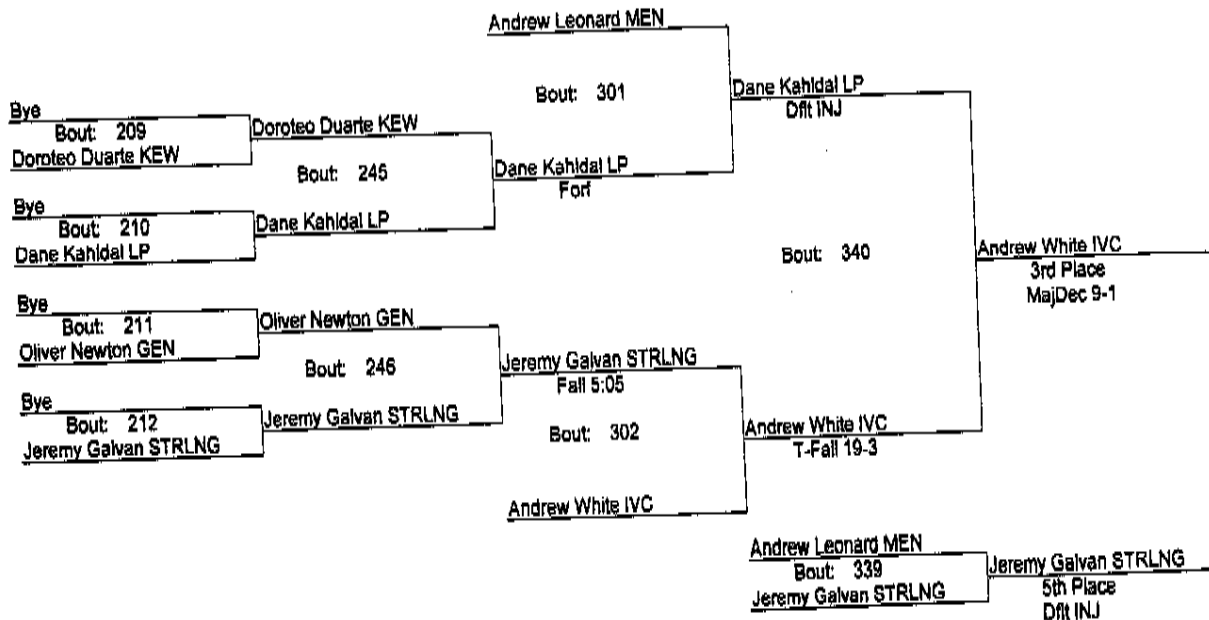 Andrew Leonard MEN
Bout: 301
Dane Kahldal LP
Dflt INJ
Bye
Bout: 209
Doroteo Duarte KEW
Doroteo Duarte KEW
Bout: 245
Dane Kahldal LP
Forf
Bye
Bout: 210
Dane Kahldal LP
Dane Kahldal LP
Bout: 340
Andrew White IVC
3rd Place
MajDec 9-1
Bye
Bout: 211
Oliver Newton GEN
Oliver Newton GEN
Bout: 246
Jeremy Galvan STRLNG
Fall 5:05
Bye
Bout: 212
Jeremy Galvan STRLNG
Jeremy Galvan STRLNG
Bout: 302
Andrew White IVC
T-Fall 19-3
Andrew White IVC
Andrew Leonard MEN
Bout: 339
Jeremy Galvan STRLNG
Jeremy Galvan STRLNG
5th Place
Dflt INJ